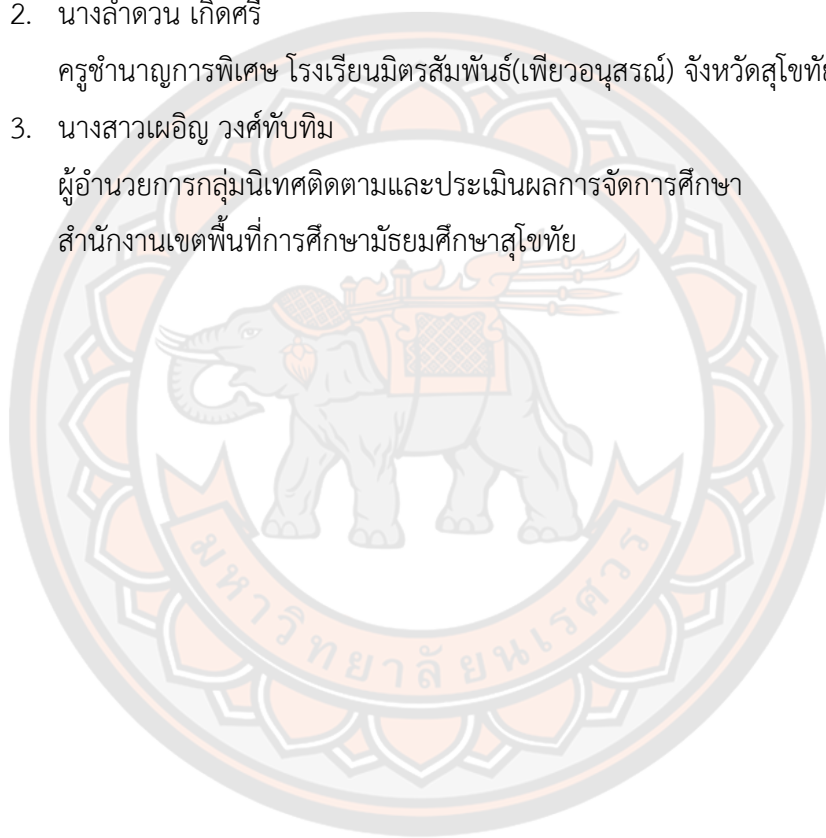 2. นางลำดวน เกิดศรี
ครูชำนาญการพิเศษ โรงเรียนมิตรสัมพันธ์(เพียวอนุสรณ์) จังหวัดสุโขทัย
3. นางสาวเผอิญ วงศ์ทับทิม
ผู้อำนวยการกลุ่มนิเทศติดตามและประเมินผลการจัดการศึกษา
สำนักงานเขตพื้นที่การศึกษามัธยมศึกษาสุโขทัย
มหาวิทยาลัยนเรศวร